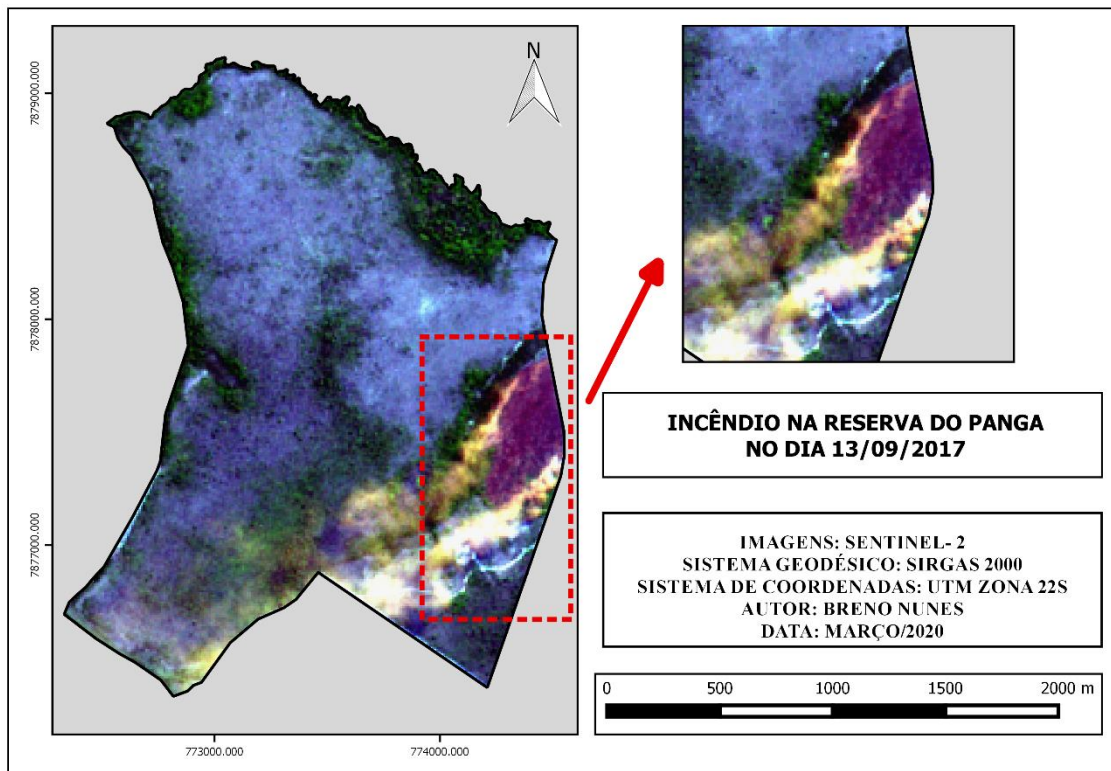 N
7879000.000
7878000.000
7877000.000
773000.000
774000.000
INCÊNDIO NA RESERVA DO PANGA
NO DIA 13/09/2017
IMAGENS: SENTINEL- 2
SISTEMA GEODÉSICO: SIRGAS 2000
SISTEMA DE COORDENADAS: UTM ZONA 22S
AUTOR: BRENO NUNES
DATA: MARÇO/2020
0 500 1000 1500 2000 m